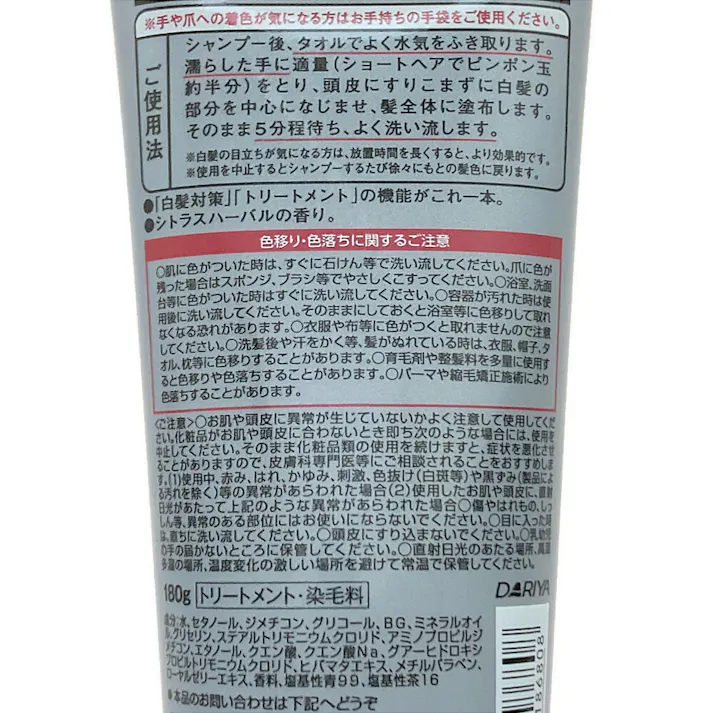 ※手や爪への着色が気になる方はお手持ちの手袋をご使用ください。
ご使用法
シャンプー後、タオルでよく水気をふき取ります。
濡らした手に適量（ショートヘアでピンポン玉
約半分）をとり、頭皮にすりこまずに白髪の
部分を中心になじませ、髪全体に塗布します。
そのまま5分程待ち、よく洗い流します。
※白髪の目立ちが気になる方は、放置時間を長くすると、より効果的です。
※使用を中止するとシャンプーするたび徐々にもとの髪色に戻ります。
●「白髪対策」「トリートメント」の機能がこれ一本。
●シトラスハーバルの香り。
色移り・色落ちに関するご注意
○肌に色がついた時は、すぐに石けん等で洗い流してください。爪に色が
残った場合はスポンジ、ブラシ等でやさしくこすってください。○浴室、洗面
台等に色がついた時はすぐに洗い流してください。○容器が汚れた時は使
用後に洗い流してください。そのままにしておくと浴室等に色移りして取れ
なくなる恐れがあります。○衣服や布等に色がつくと取れませんので注意
してください。○洗髪後や汗をかく等、髪がぬれている時は、衣服、帽子、タ
オル、枕等に色移りすることがあります。○育毛剤や整髪料を多量に使用す
ると色移りや色落ちすることがあります。○パーマや縮毛矯正施術により
色落ちすることがあります。
<ご注意>○お肌や頭皮に異常が生じていないかよく注意して使用してくだ
さい。化粧品がお肌や頭皮に合わないとき即ち次のような場合には、使用を
中止してください。そのまま化粧品類の使用を続けますと、症状を悪化させ
ることがありますので、皮膚科専門医等にご相談されることをおすすめしま
す。(1)使用中、赤み、はれ、かゆみ、刺激、色抜け(白斑等)や黒ずみ(製品によ
る汚れを除く)等の異常があらわれた場合(2)使用したお肌や頭皮に、直射
日光があたって上記のような異常があらわれた場合○傷やはれもの、しっ
しん等、異常のある部位にはお使いにならないでください。○目に入った時
は、直ちに洗い流してください。○頭皮にすり込まないでください。○乳幼児
の手の届かないところに保管してください。○直射日光のあたる場所、高温
多湿の場所、温度変化の激しい場所を避けて常温で保管してください。
180g トリートメント・染毛料 DARIYA
成分:水、セタノール、ジメチコン、グリコール、BG、ミネラルオイ
ル、グリセリン、ステアルトリモニウムクロリド、アミノプロピルジ
メチコン、エタノール、クエン酸、クエン酸Na、グアーヒドロキシ
プロピルトリモニウムクロリド、ヒバマタエキス、メチルパラベン、
ローヤルゼリーエキス、香料、塩基性青99、塩基性茶16
●本品のお問い合わせは下記へどうぞ
186808